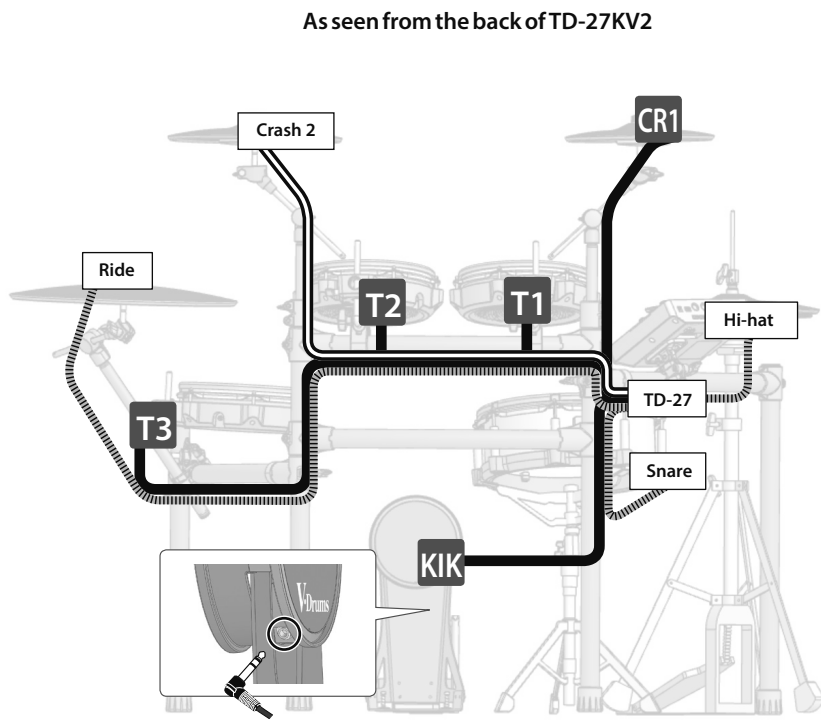 As seen from the back of TD-27KV2
CR1
Crash 2
Ride
T2
T1
Hi-hat
TD-27
T3
Snare
KIK
V-Drums